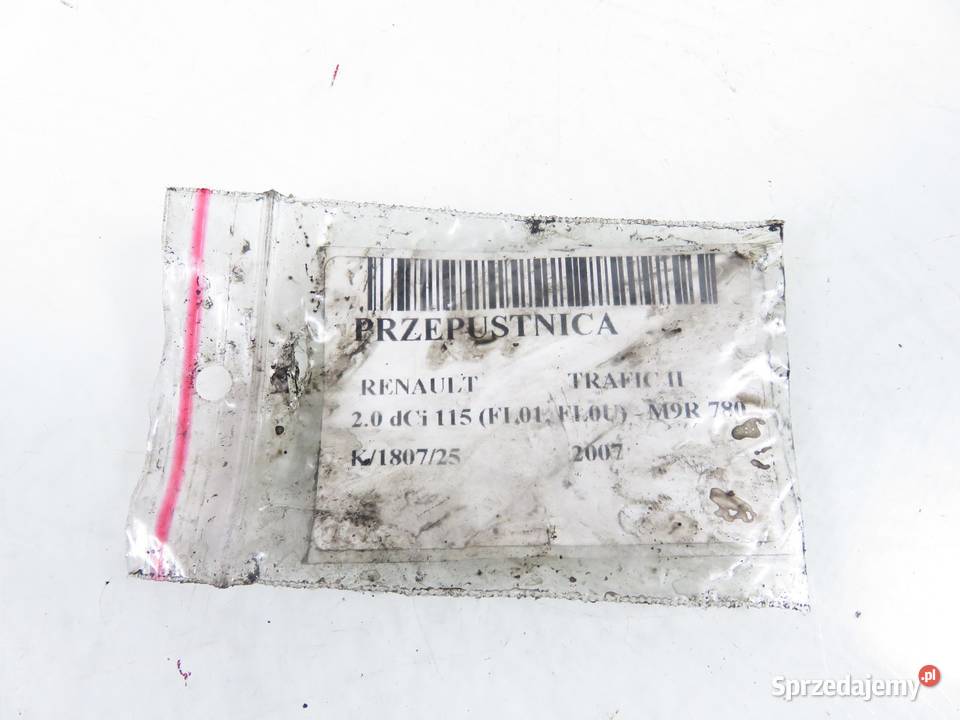 PRZEPUSTNICA
RENAULT TRAFIC II
2.0 dCi 115 (FL01, FL0U) - M9R 780
K/1807/25 2007
Sprzedajemy.pl